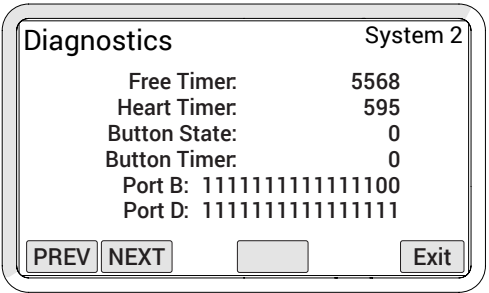 Diagnostics System 2
Free Timer: 5568
Heart Timer: 595
Button State: 0
Button Timer: 0
Port B: 1111111111111100
Port D: 1111111111111111
PREV NEXT Exit